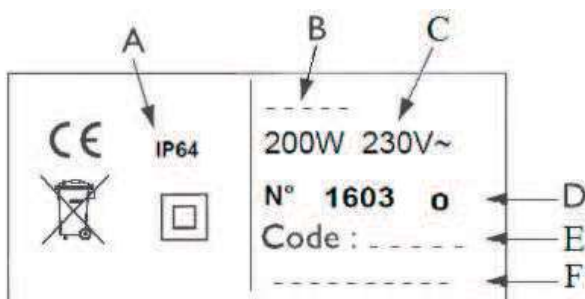 A B C
CE IP64 200W 230V~
N° 1603 o D
Code : _ _ _ _ _ E
_ _ _ _ _ _ _ _ _ _ _ F